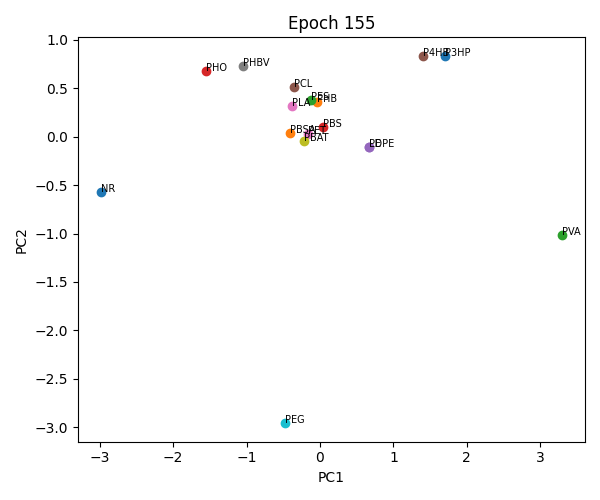 Epoch 155
PC2
1.0
0.5
0.0
−0.5
−1.0
−1.5
−2.0
−2.5
−3.0
P4HB
P3HP
PHBV
PHO
PCL
PES
PHB
PLA
PBS
PBSA
PET
PBAT
LDPE
NR
PVA
PEG
−3
−2
−1
0
1
2
3
PC1